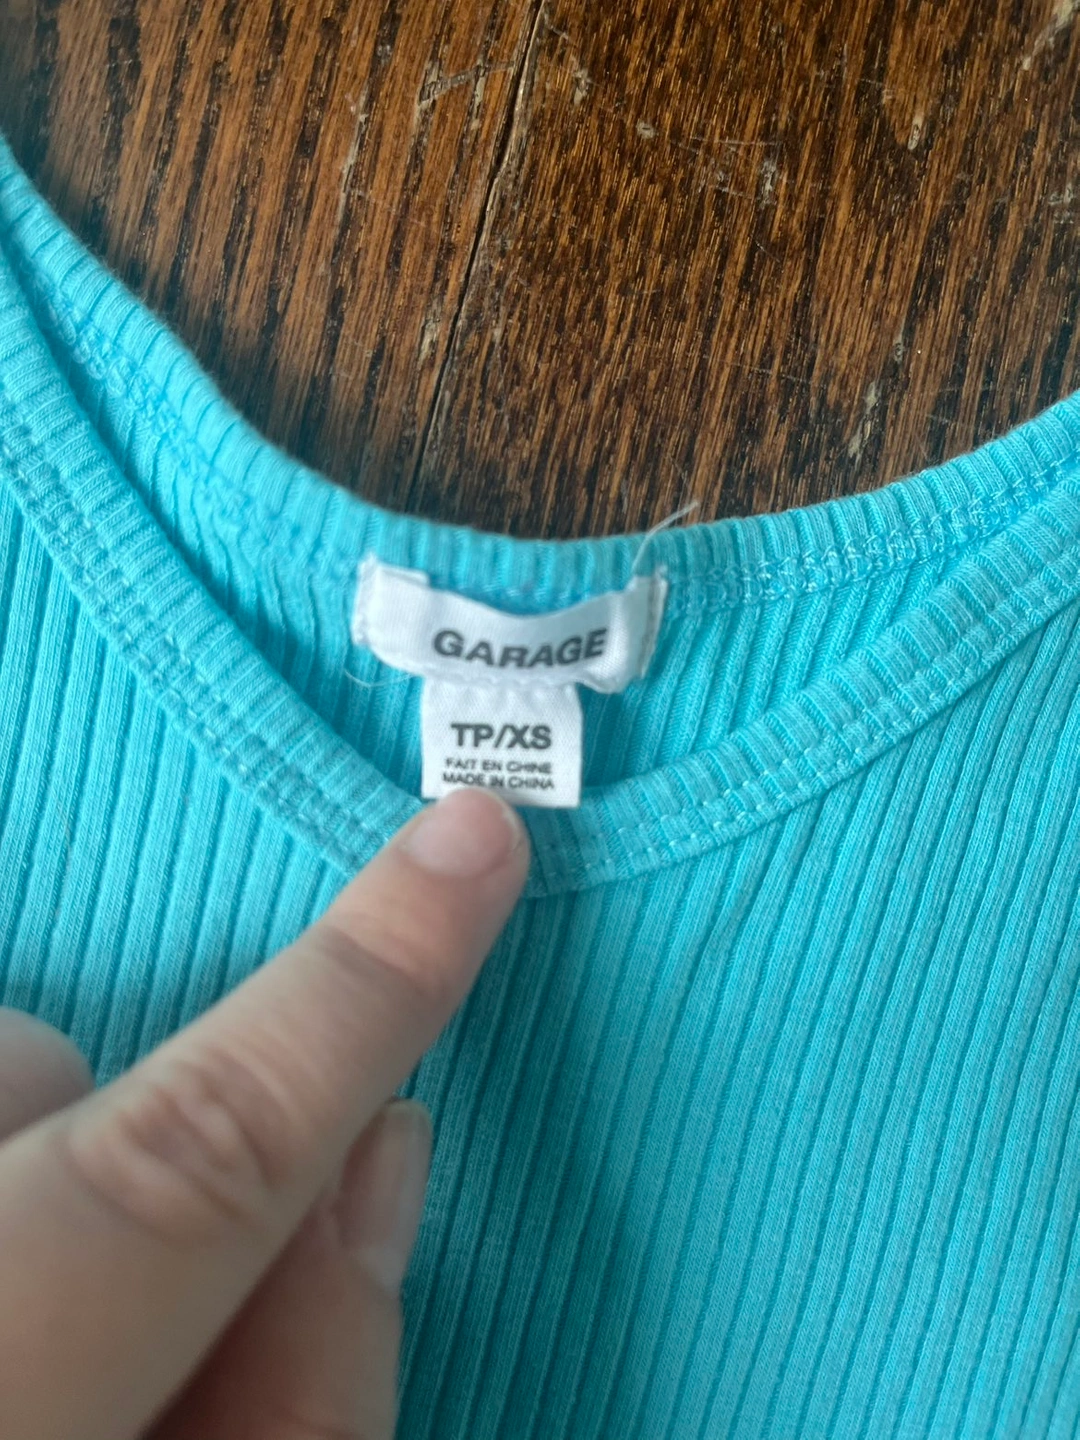 GARAGE
TP/XS
FAIT EN CHINE
MADE IN CHINA